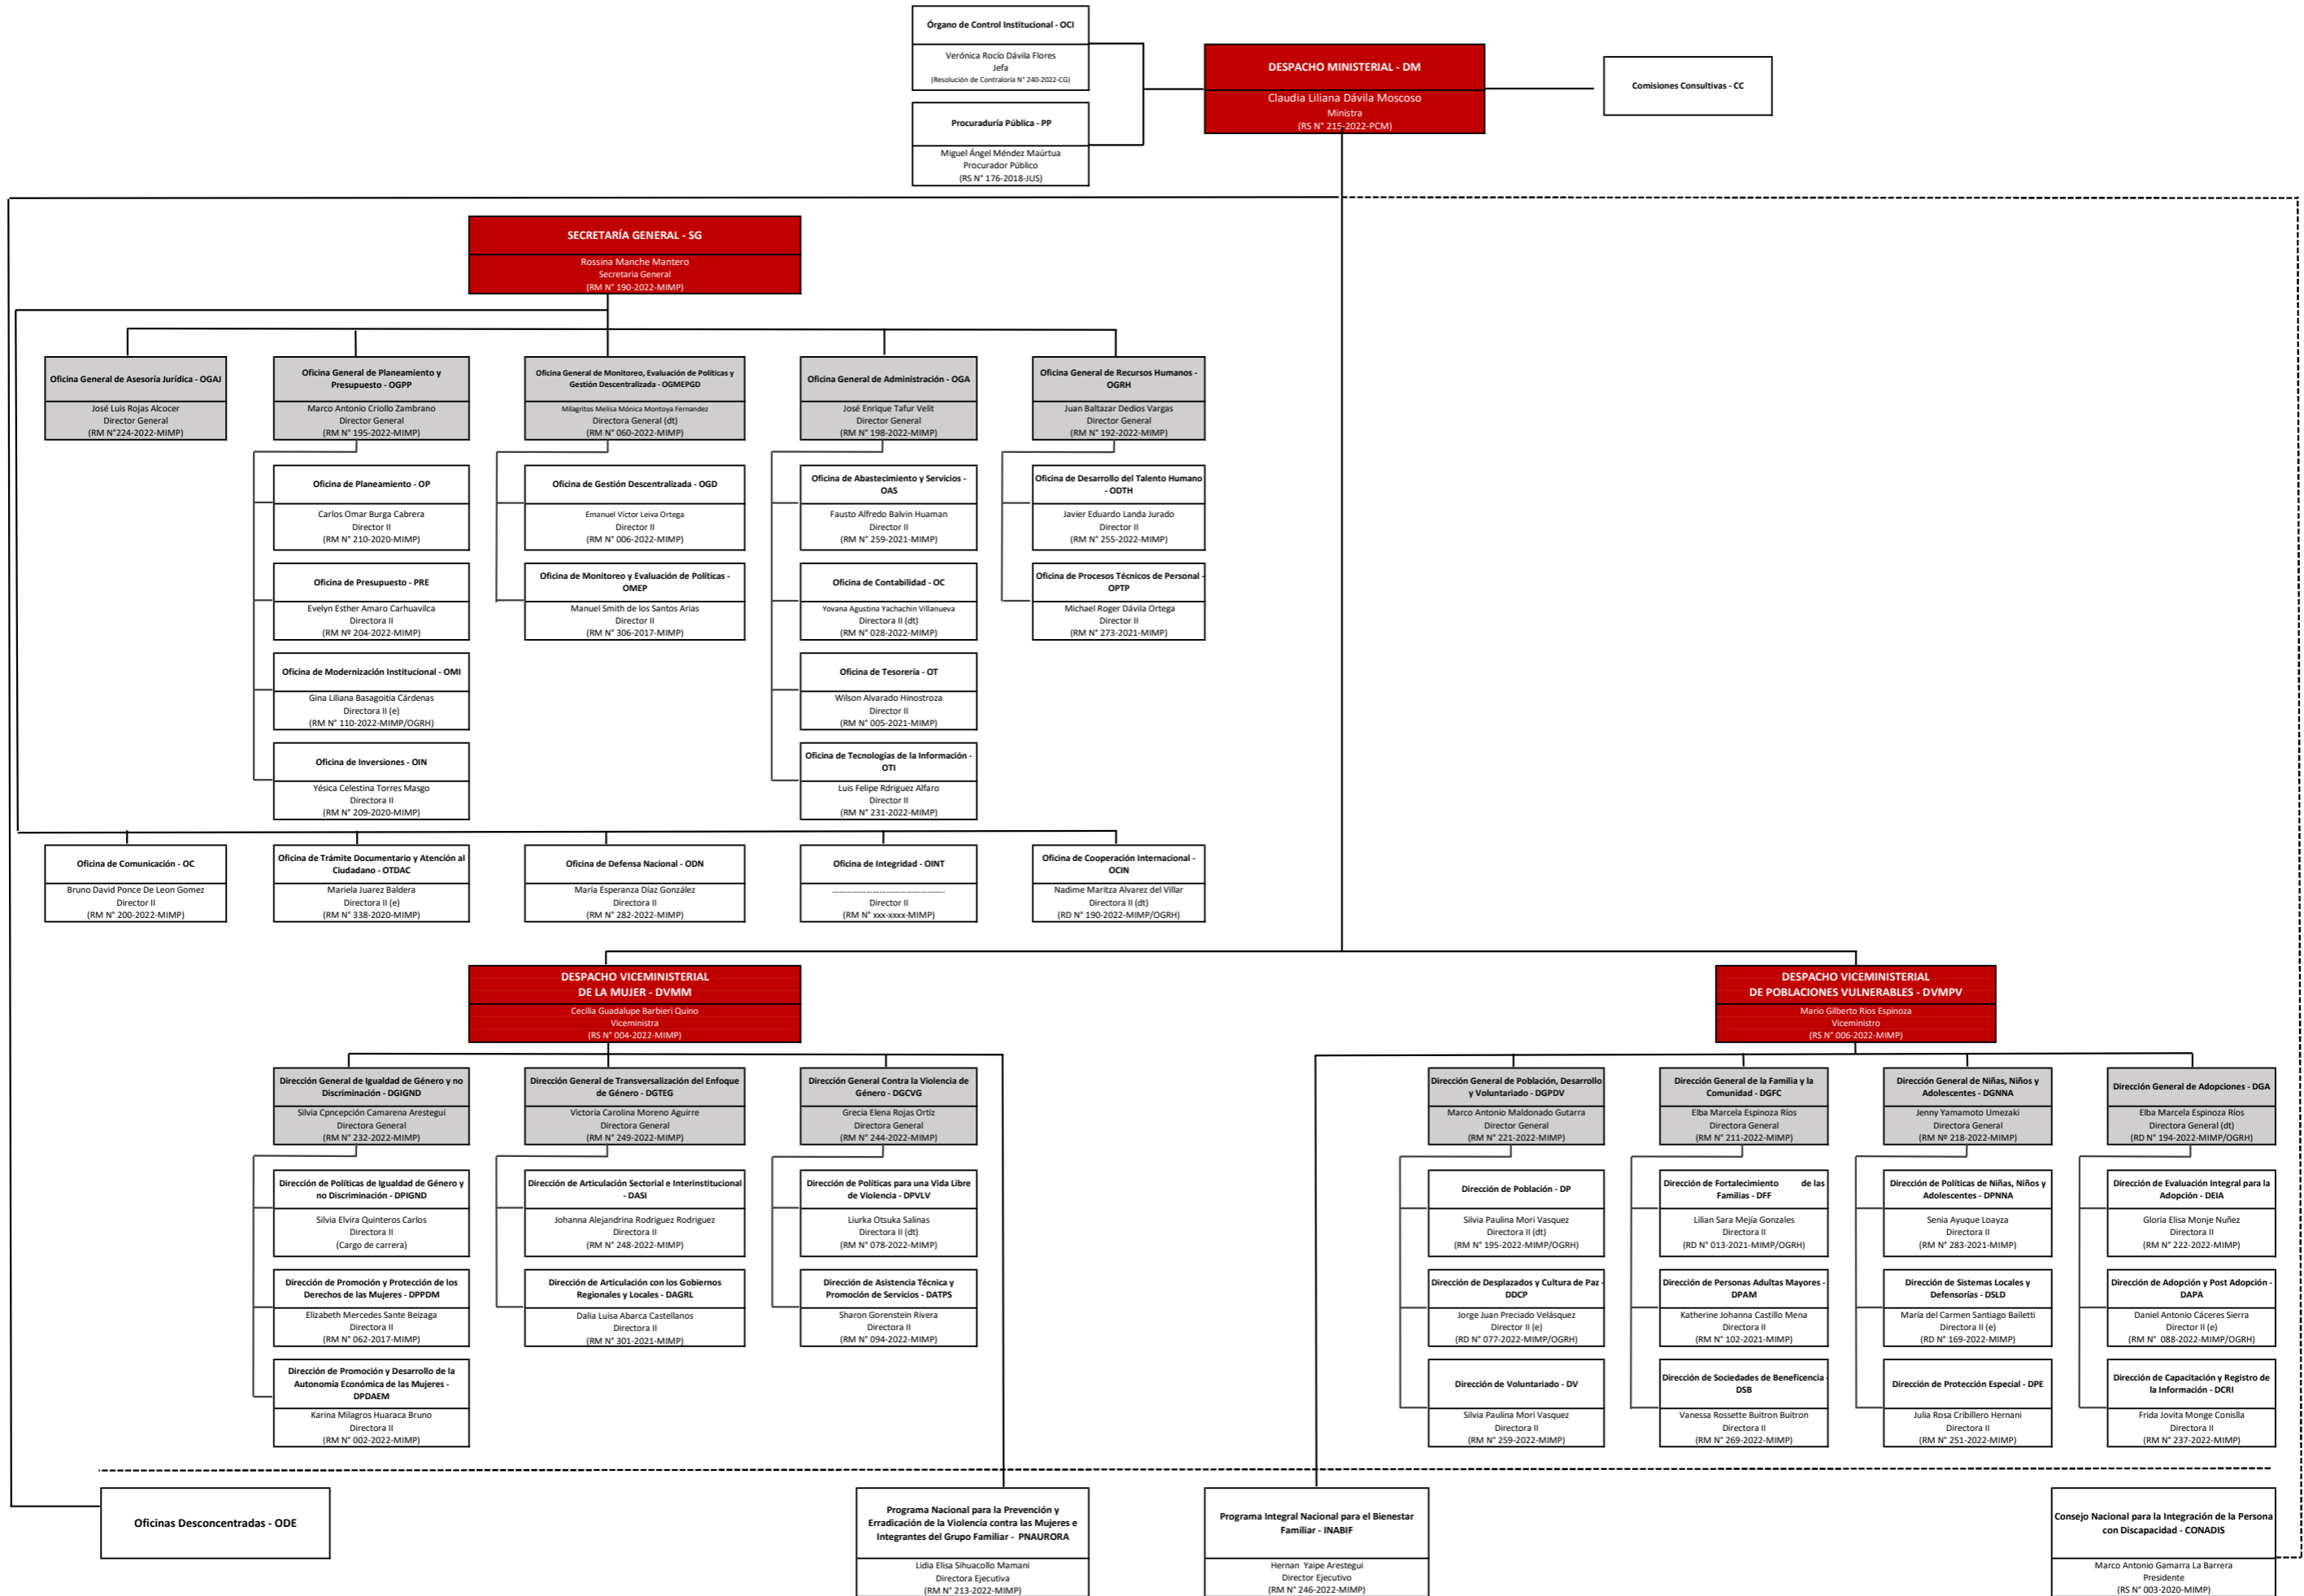 Órgano de Control Institucional - OCI
Verónica Rocío Dávila Flores
Jefa
(Resolución de Contraloría N° 240-2022-CG)
DESPACHO MINISTERIAL - DM
Claudia Liliana Dávila Moscoso
Ministra
(RS N° 215-2022-PCM)
Comisiones Consultivas - CC
Procuraduría Pública - PP
Miguel Ángel Méndez Maúrtua
Procurador Público
(RS N° 176-2018-JUS)
SECRETARÍA GENERAL - SG
Rossina Manche Mantero
Secretaria General
(RM N° 190-2022-MIMP)
Oficina General de Asesoría Jurídica - OGAJ
José Luis Rojas Alcocer
Director General
(RM N°224-2022-MIMP)
Oficina General de Planeamiento y
Presupuesto - OGPP
Marco Antonio Criollo Zambrano
Director General
(RM N° 195-2022-MIMP)
Oficina General de Monitoreo, Evaluación de Políticas y
Gestión Descentralizada - OGMEPGD
Milagritos Melisa Mónica Montoya Fernandez
Directora General (dt)
(RM N° 060-2022-MIMP)
Oficina General de Administración - OGA
José Enrique Tafur Velit
Director General
(RM N° 198-2022-MIMP)
Oficina General de Recursos Humanos -
OGRH
Juan Baltazar Dedios Vargas
Director General
(RM N° 192-2022-MIMP)
Oficina de Planeamiento - OP
Carlos Omar Burga Cabrera
Director II
(RM N° 210-2020-MIMP)
Oficina de Gestión Descentralizada - OGD
Emanuel Victor Leiva Ortega
Director II
(RM N° 006-2022-MIMP)
Oficina de Abastecimiento y Servicios -
OAS
Fausto Alfredo Balvin Huaman
Director II
(RM N° 259-2021-MIMP)
Oficina de Desarrollo del Talento Humano
- ODTH
Javier Eduardo Landa Jurado
Director II
(RM N° 255-2022-MIMP)
Oficina de Presupuesto - PRE
Evelyn Esther Amaro Carhuavilca
Directora II
(RM Nº 204-2022-MIMP)
Oficina de Monitoreo y Evaluación de Políticas -
OMEP
Manuel Smith de los Santos Arias
Director II
(RM N° 306-2017-MIMP)
Oficina de Contabilidad - OC
Yovana Agustina Yachachin Villanueva
Directora II (dt)
(RM N° 028-2022-MIMP)
Oficina de Procesos Técnicos de Personal -
OPTP
Michael Roger Dávila Ortega
Director II
(RM N° 273-2021-MIMP)
Oficina de Modernización Institucional - OMI
Gina Liliana Basagoitia Cárdenas
Directora II (e)
(RM N° 110-2022-MIMP/OGRH)
Oficina de Tesorería - OT
Wilson Alvarado Hinostroza
Director II
(RM N° 005-2021-MIMP)
Oficina de Inversiones - OIN
Yésica Celestina Torres Masgo
Directora II
(RM N° 209-2020-MIMP)
Oficina de Tecnologías de la Información -
OTI
Luis Felipe Rdriguez Alfaro
Director II
(RM N° 231-2022-MIMP)
Oficina de Comunicación - OC
Bruno David Ponce De Leon Gomez
Director II
(RM N° 200-2022-MIMP)
Oficina de Trámite Documentario y Atención al
Ciudadano - OTDAC
Mariela Juarez Baldera
Directora II (e)
(RM N° 338-2020-MIMP)
Oficina de Defensa Nacional - ODN
María Esperanza Díaz González
Director II
(RM N° 282-2022-MIMP)
Oficina de Integridad - OINT
.................................................
Director II
(RM N° xxx-xxxx-MIMP)
Oficina de Cooperación Internacional -
OCIN
Nadime Maritza Alvarez del Villar
Directora II (dt)
(RD N° 190-2022-MIMP/OGRH)
DESPACHO VICEMINISTERIAL
DE LA MUJER - DVMM
Cecilia Guadalupe Barbieri Quino
Viceministra
(RS N° 004-2022-MIMP)
DESPACHO VICEMINISTERIAL
DE POBLACIONES VULNERABLES - DVMPV
Mario Gilberto Rios Espinoza
Viceministro
(RS N° 006-2022-MIMP)
Dirección General de Igualdad de Género y no
Discriminación - DGIGND
Silvia Cpncepción Camarena Arestegui
Directora General
(RM N° 232-2022-MIMP)
Dirección General de Transversalización del Enfoque
de Género - DGTEG
Victoria Carolina Moreno Aguirre
Directora General
(RM N° 249-2022-MIMP)
Dirección General Contra la Violencia de
Género - DGCVG
Grecia Elena Rojas Ortiz
Directora General
(RM N° 244-2022-MIMP)
Dirección General de Población, Desarrollo
y Voluntariado - DGPDV
Marco Antonio Maldonado Gutarra
Director General
(RM N° 221-2022-MIMP)
Dirección General de la Familia y la
Comunidad - DGFC
Elba Marcela Espinoza Ríos
Directora General
(RM N° 211-2022-MIMP)
Dirección General de Niñas, Niños y
Adolescentes - DGNNA
Jenny Yamamoto Umezaki
Directora General
(RM Nº 218-2022-MIMP)
Dirección General de Adopciones - DGA
Elba Marcela Espinoza Ríos
Directora General (dt)
(RD N° 194-2022-MIMP/OGRH)
Dirección de Políticas de Igualdad de Género y
no Discriminación - DPIGND
Silvia Elvira Quinteros Carlos
Directora II
(Cargo de carrera)
Dirección de Articulación Sectorial e Interinstitucional
- DASI
Johanna Alejandrina Rodriguez Rodriguez
Directora II
(RM N° 248-2022-MIMP)
Dirección de Políticas para una Vida Libre
de Violencia - DPVLV
Liurka Otsuka Salinas
Directora II (dt)
(RM N° 078-2022-MIMP)
Dirección de Población - DP
Silvia Paulina Mori Vasquez
Directora II (dt)
(RM N° 195-2022-MIMP/OGRH)
Dirección de Fortalecimiento de las
Familias - DFF
Lilian Sara Mejía Gonzales
Directora II
(RD N° 013-2021-MIMP/OGRH)
Dirección de Políticas de Niñas, Niños y
Adolescentes - DPNNA
Senia Ayuque Loayza
Directora II
(RM N° 283-2021-MIMP)
Dirección de Evaluación Integral para la
Adopción - DEIA
Gloria Elisa Monje Nuñez
Directora II
(RM N° 222-2022-MIMP)
Dirección de Promoción y Protección de los
Derechos de las Mujeres - DPPDM
Elizabeth Mercedes Sante Beizaga
Directora II
(RM N° 062-2017-MIMP)
Dirección de Articulación con los Gobiernos
Regionales y Locales - DAGRL
Dalia Luisa Abarca Castellanos
Directora II
(RM N° 301-2021-MIMP)
Dirección de Asistencia Técnica y
Promoción de Servicios - DATPS
Sharon Gorenstein Rivera
Directora II
(RM N° 094-2022-MIMP)
Dirección de Desplazados y Cultura de Paz -
DDCP
Jorge Juan Preciado Velásquez
Director II (e)
(RD N° 077-2022-MIMP/OGRH)
Dirección de Personas Adultas Mayores -
DPAM
Katherine Johanna Castillo Mena
Directora II
(RM N° 102-2021-MIMP)
Dirección de Sistemas Locales y
Defensorías - DSLD
María del Carmen Santiago Bailetti
Directora II (e)
(RD N° 169-2022-MIMP)
Dirección de Adopción y Post Adopción -
DAPA
Daniel Antonio Cáceres Sierra
Director II (e)
(RM N° 088-2022-MIMP/OGRH)
Dirección de Promoción y Desarrollo de la
Autonomía Económica de las Mujeres -
DPDAEM
Karina Milagros Huaraca Bruno
Directora II
(RM N° 002-2022-MIMP)
Dirección de Voluntariado - DV
Silvia Paulina Mori Vasquez
Directora II
(RM N° 259-2022-MIMP)
Dirección de Sociedades de Beneficencia -
DSB
Vanessa Rossette Buitron Buitron
Directora II
(RM N° 269-2022-MIMP)
Dirección de Protección Especial - DPE
Julia Rosa Cribillero Hernani
Directora II
(RM N° 251-2022-MIMP)
Dirección de Capacitación y Registro de
la Información - DCRI
Frida Jovita Monge Conislla
Directora II
(RM N° 237-2022-MIMP)
Oficinas Desconcentradas - ODE
Programa Nacional para la Prevención y
Erradicación de la Violencia contra las Mujeres e
Integrantes del Grupo Familiar - PNAURORA
Lidia Elisa Sihuacollo Mamani
Directora Ejecutiva
(RM N° 213-2022-MIMP)
Programa Integral Nacional para el Bienestar
Familiar - INABIF
Hernan Yaipe Arestegui
Director Ejecutivo
(RM N° 246-2022-MIMP)
Consejo Nacional para la Integración de la Persona
con Discapacidad - CONADIS
Marco Antonio Gamarra La Barrera
Presidente
(RS N° 003-2020-MIMP)